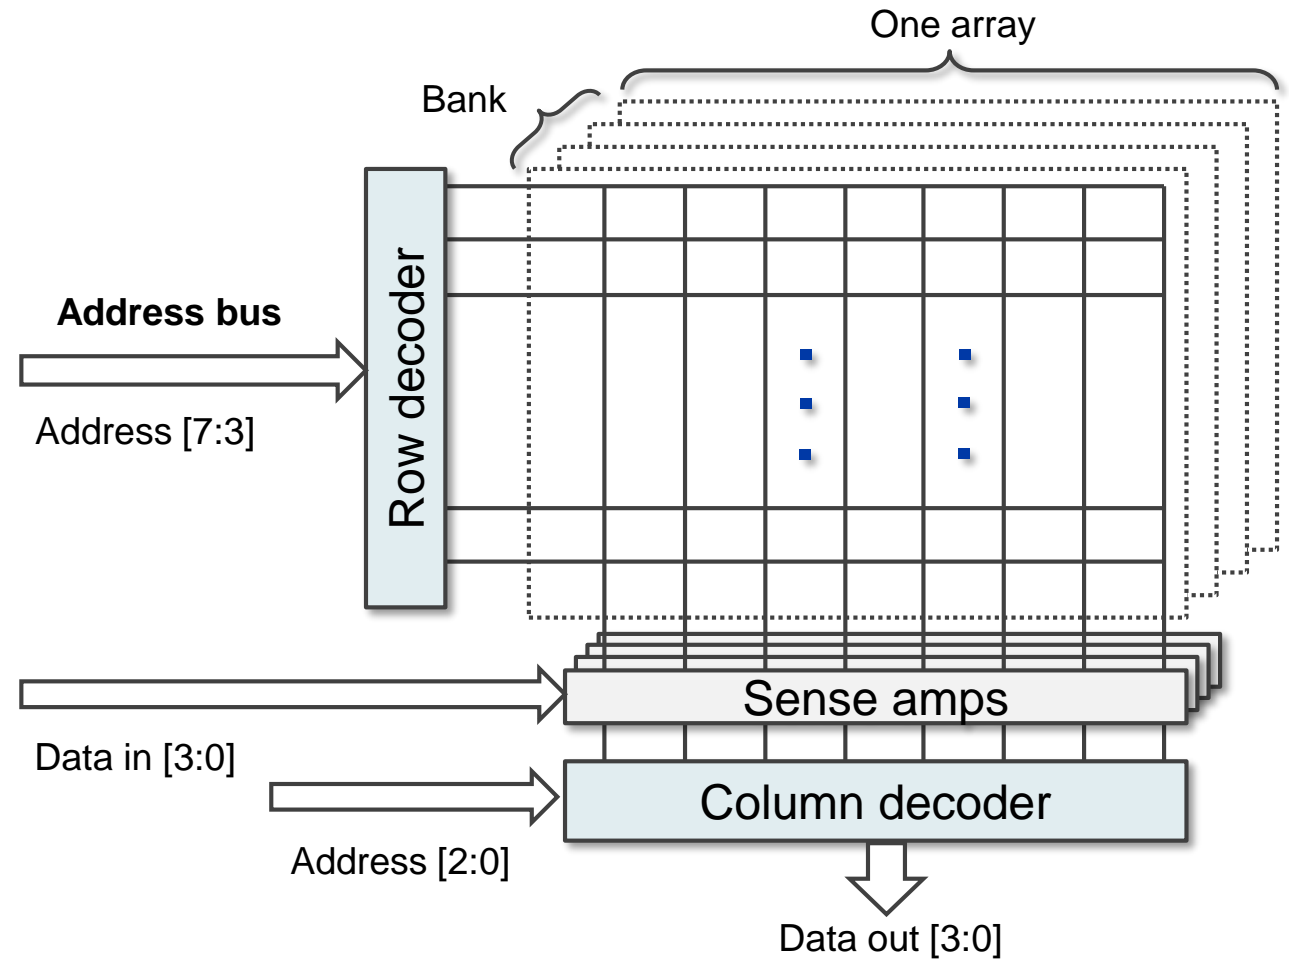 One array
Bank
Address bus
Address [7:3]
Row decoder
Sense amps
Data in [3:0]
Column decoder
Address [2:0]
Data out [3:0]